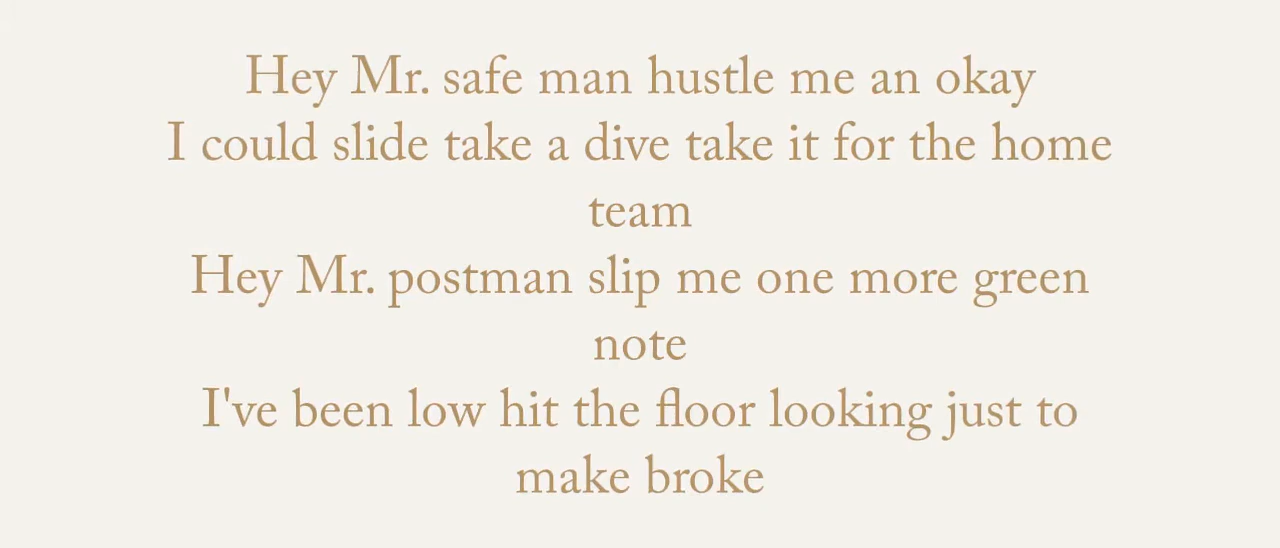 Hey Mr. safe man hustle me an okay
I could slide take a dive take it for the home
team
Hey Mr. postman slip me one more green
note
I've been low hit the floor looking just to
make broke